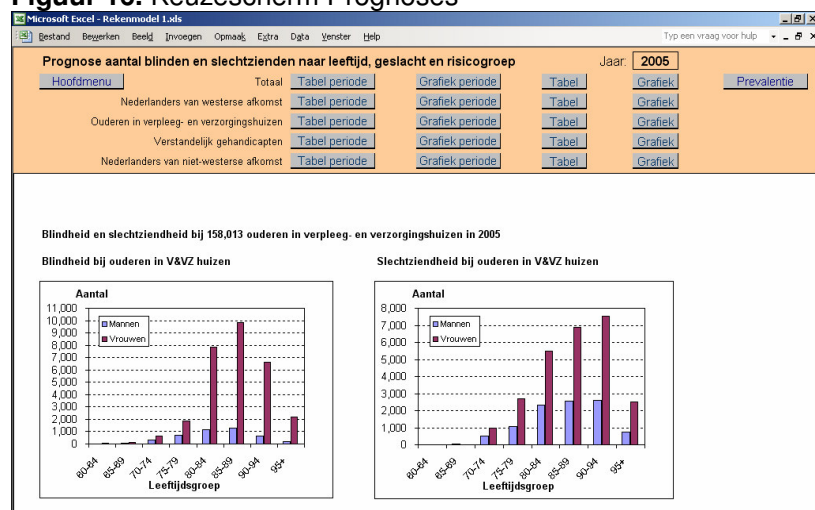 Figuur 16. Keuzescherm Prognoses
Microsoft Excel - Rekenmodel 1.xls
Bestand Bewerken Beeld Invoegen Opmaak Extra Data Venster Help Typ een vraag voor hulp
Prognose aantal blinden en slechtzienden naar leeftijd, geslacht en risicogroep Jaar: 2005
Hoofdmenu Totaal Tabel periode Grafiek periode Tabel Grafiek Prevalentie
Nederlanders van westerse afkomst Tabel periode Grafiek periode Tabel Grafiek
Ouderen in verpleeg- en verzorgingshuizen Tabel periode Grafiek periode Tabel Grafiek
Verstandelijk gehandicapten Tabel periode Grafiek periode Tabel Grafiek
Nederlanders van niet-westerse afkomst Tabel periode Grafiek periode Tabel Grafiek
Blindheid en slechtziendheid bij 158,013 ouderen in verpleeg- en verzorgingshuizen in 2005
Blindheid bij ouderen in V&VZ huizen
Aantal
11,000
10,000
9,000
8,000
7,000
6,000
5,000
4,000
3,000
2,000
1,000
0
Mannen
Vrouwen
60-64 65-69 70-74 75-79 80-84 85-89 90-94 95+
Leeftijdsgroep
Slechtziendheid bij ouderen in V&VZ huizen
Aantal
8,000
7,000
6,000
5,000
4,000
3,000
2,000
1,000
0
Mannen
Vrouwen
60-64 65-69 70-74 75-79 80-84 85-89 90-94 95+
Leeftijdsgroep